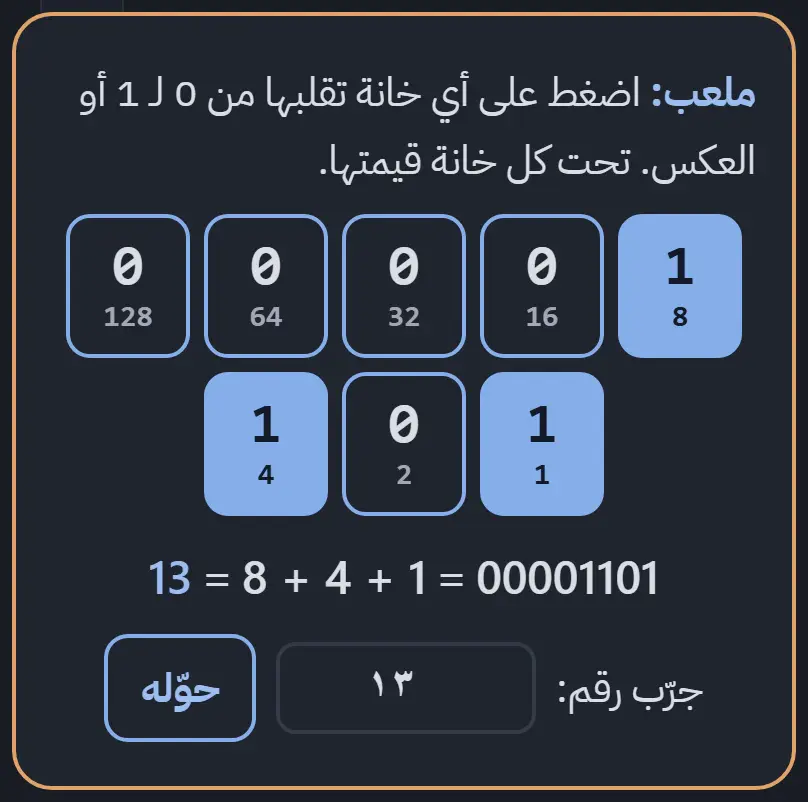 ملعب: اضغط على أي خانة تقلبها من 0 لـ 1 أو
العكس. تحت كل خانة قيمتها.
0 0 0 0 1
128 64 32 16 8
1 0 1
4 2 1
13 = 8 + 4 + 1 = 00001101
جرّب رقم: ١٣ حوّله